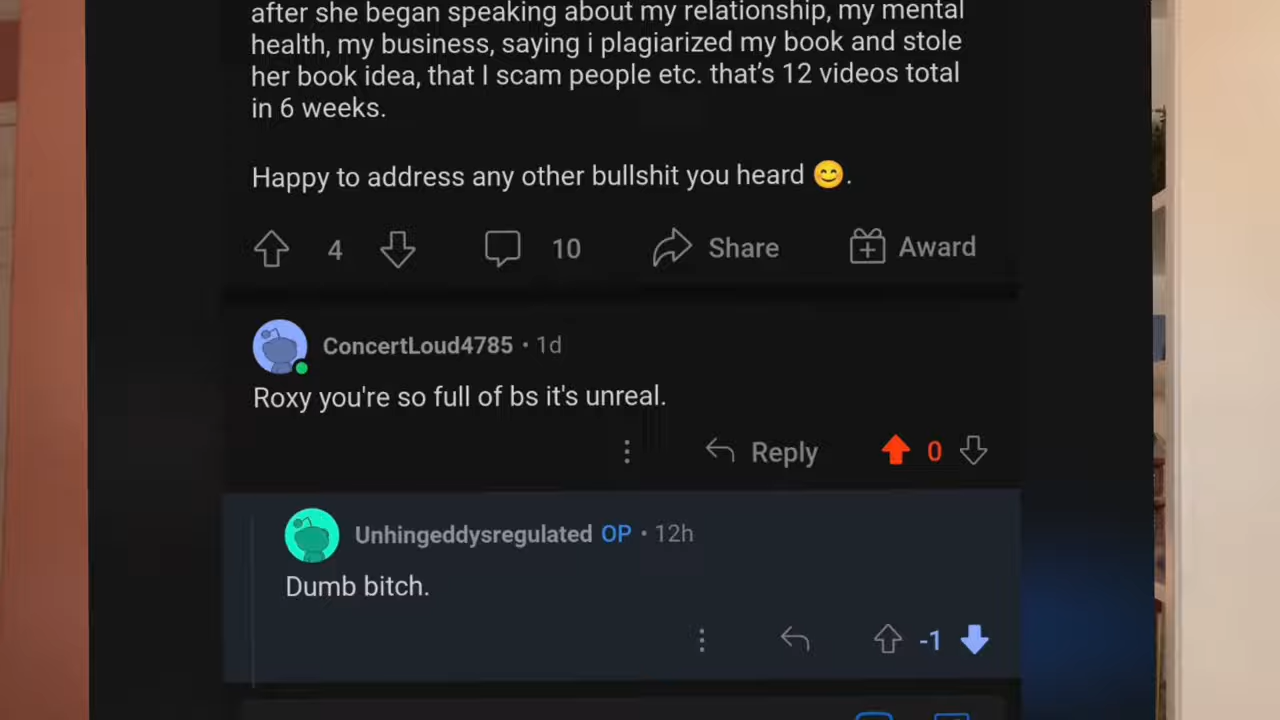 after she began speaking about my relationship, my mental
health, my business, saying i plagiarized my book and stole
her book idea, that I scam people etc. that’s 12 videos total
in 6 weeks.
Happy to address any other bullshit you heard 😊.
4 10 Share Award
ConcertLoud4785 • 1d
Roxy you're so full of bs it's unreal.
Reply 0
Unhingeddysregulated OP • 12h
Dumb bitch.
-1